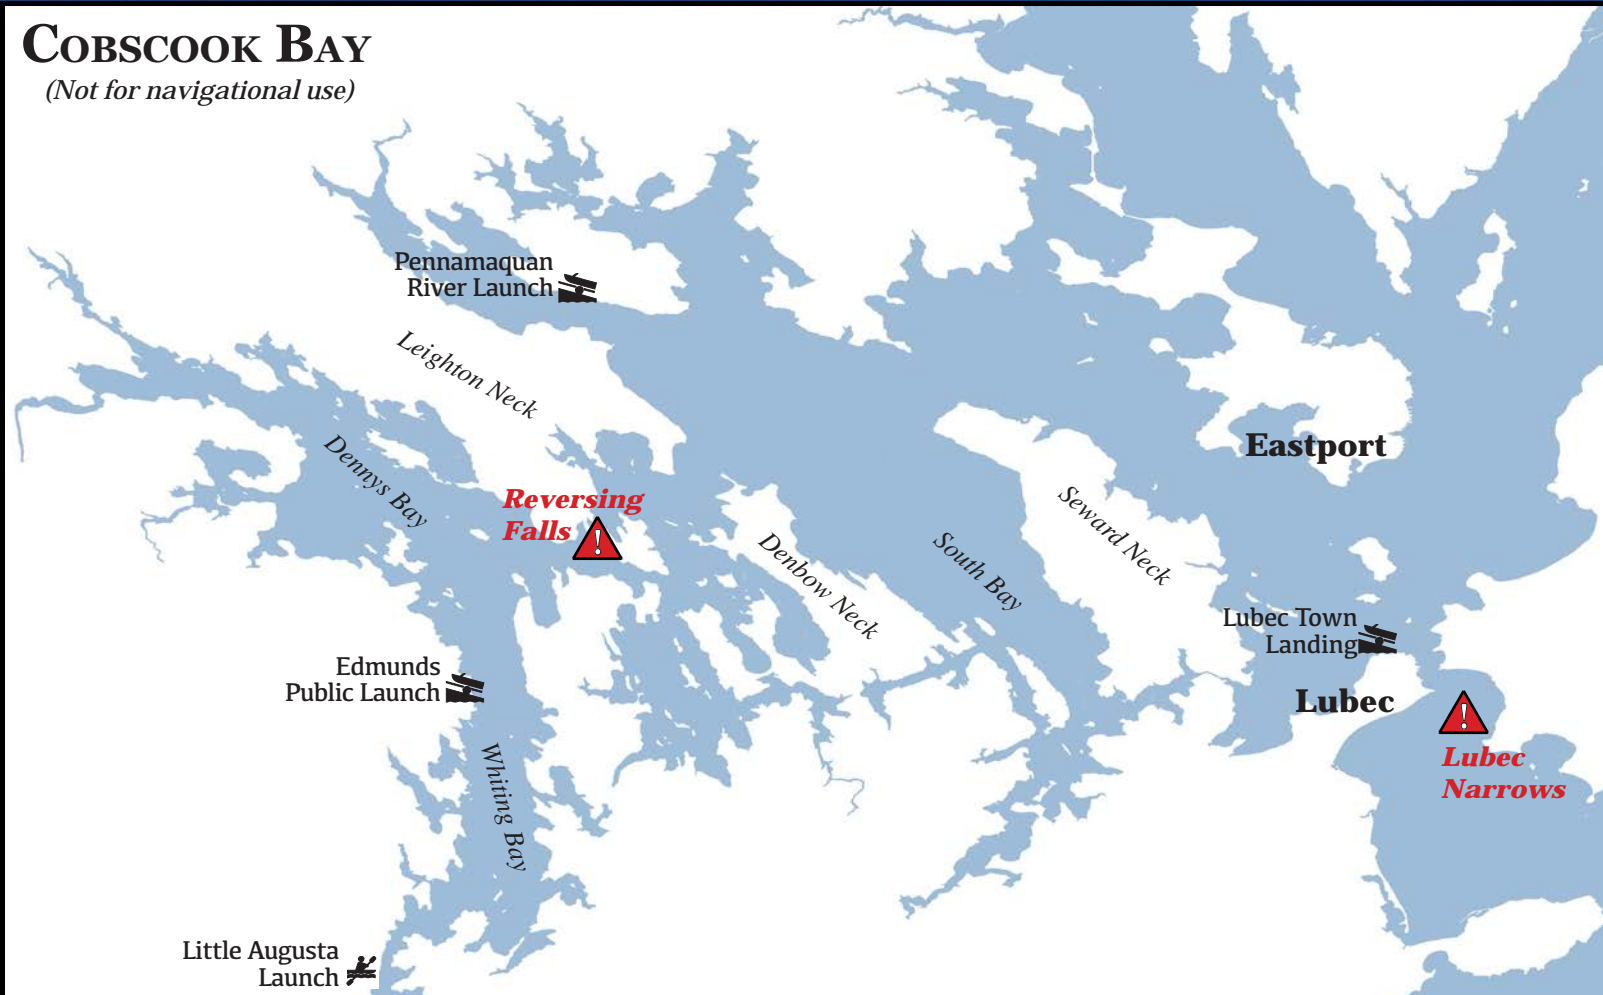 COBSCOOK BAY
(Not for navigational use)
Pennamaquan
River Launch
Leighton Neck
Dennys Bay
Reversing
Falls
!
Eastport
Seward Neck
South Bay
Denbow Neck
Lubec Town
Landing
Edmunds
Public Launch
Lubec
!
Lubec
Narrows
Whiting Bay
Little Augusta
Launch